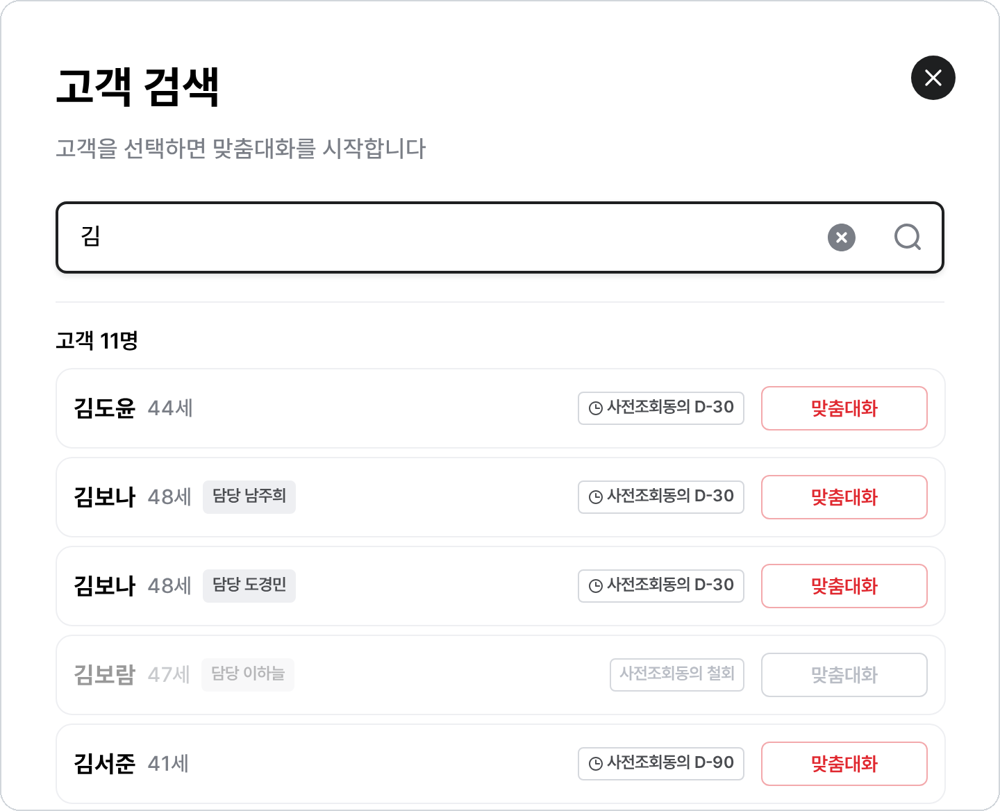 고객 검색
고객을 선택하면 맞춤대화를 시작합니다
김
고객 11명
김도윤 44세 사전조회동의 D-30 맞춤대화
김보나 48세 담당 남주희 사전조회동의 D-30 맞춤대화
김보나 48세 담당 도경민 사전조회동의 D-30 맞춤대화
김보람 47세 담당 이하늘 사전조회동의 철회 맞춤대화
김서준 41세 사전조회동의 D-90 맞춤대화